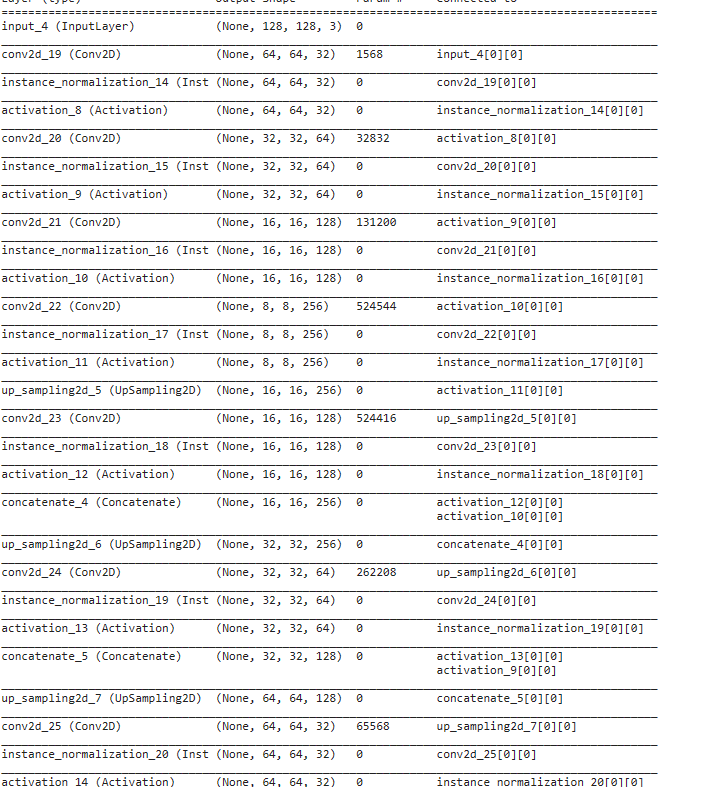 Layer (type) Output Shape Param # Connected to
==================================================================================================
input_4 (InputLayer) (None, 128, 128, 3) 0
conv2d_19 (Conv2D) (None, 64, 64, 32) 1568 input_4[0][0]
instance_normalization_14 (Inst (None, 64, 64, 32) 0 conv2d_19[0][0]
activation_8 (Activation) (None, 64, 64, 32) 0 instance_normalization_14[0][0]
conv2d_20 (Conv2D) (None, 32, 32, 64) 32832 activation_8[0][0]
instance_normalization_15 (Inst (None, 32, 32, 64) 0 conv2d_20[0][0]
activation_9 (Activation) (None, 32, 32, 64) 0 instance_normalization_15[0][0]
conv2d_21 (Conv2D) (None, 16, 16, 128) 131200 activation_9[0][0]
instance_normalization_16 (Inst (None, 16, 16, 128) 0 conv2d_21[0][0]
activation_10 (Activation) (None, 16, 16, 128) 0 instance_normalization_16[0][0]
conv2d_22 (Conv2D) (None, 8, 8, 256) 524544 activation_10[0][0]
instance_normalization_17 (Inst (None, 8, 8, 256) 0 conv2d_22[0][0]
activation_11 (Activation) (None, 8, 8, 256) 0 instance_normalization_17[0][0]
up_sampling2d_5 (UpSampling2D) (None, 16, 16, 256) 0 activation_11[0][0]
conv2d_23 (Conv2D) (None, 16, 16, 128) 524416 up_sampling2d_5[0][0]
instance_normalization_18 (Inst (None, 16, 16, 128) 0 conv2d_23[0][0]
activation_12 (Activation) (None, 16, 16, 128) 0 instance_normalization_18[0][0]
concatenate_4 (Concatenate) (None, 16, 16, 256) 0 activation_12[0][0]
activation_10[0][0]
up_sampling2d_6 (UpSampling2D) (None, 32, 32, 256) 0 concatenate_4[0][0]
conv2d_24 (Conv2D) (None, 32, 32, 64) 262208 up_sampling2d_6[0][0]
instance_normalization_19 (Inst (None, 32, 32, 64) 0 conv2d_24[0][0]
activation_13 (Activation) (None, 32, 32, 64) 0 instance_normalization_19[0][0]
concatenate_5 (Concatenate) (None, 32, 32, 128) 0 activation_13[0][0]
activation_9[0][0]
up_sampling2d_7 (UpSampling2D) (None, 64, 64, 128) 0 concatenate_5[0][0]
conv2d_25 (Conv2D) (None, 64, 64, 32) 65568 up_sampling2d_7[0][0]
instance_normalization_20 (Inst (None, 64, 64, 32) 0 conv2d_25[0][0]
activation_14 (Activation) (None, 64, 64, 32) 0 instance_normalization_20[0][0]